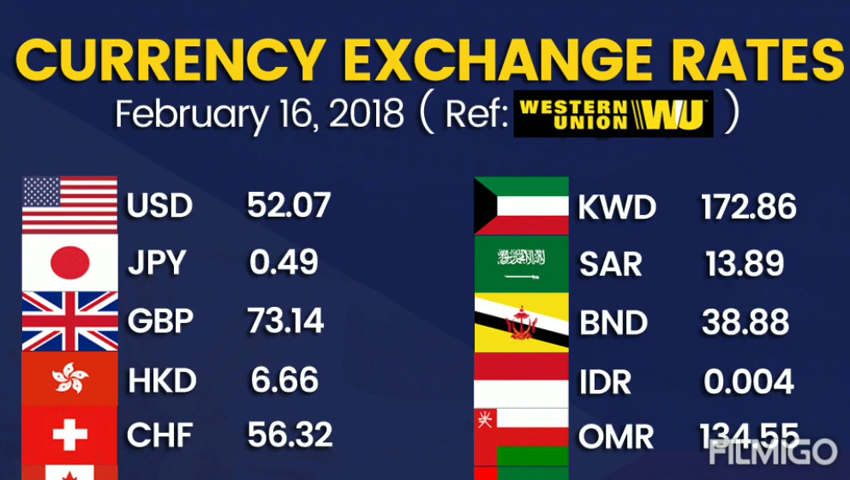 CURRENCY EXCHANGE RATES
February 16, 2018 ( Ref: WESTERN UNION WU )
USD 52.07
JPY 0.49
GBP 73.14
HKD 6.66
CHF 56.32
KWD 172.86
SAR 13.89
BND 38.88
IDR 0.004
OMR 134.55
FILMIGO